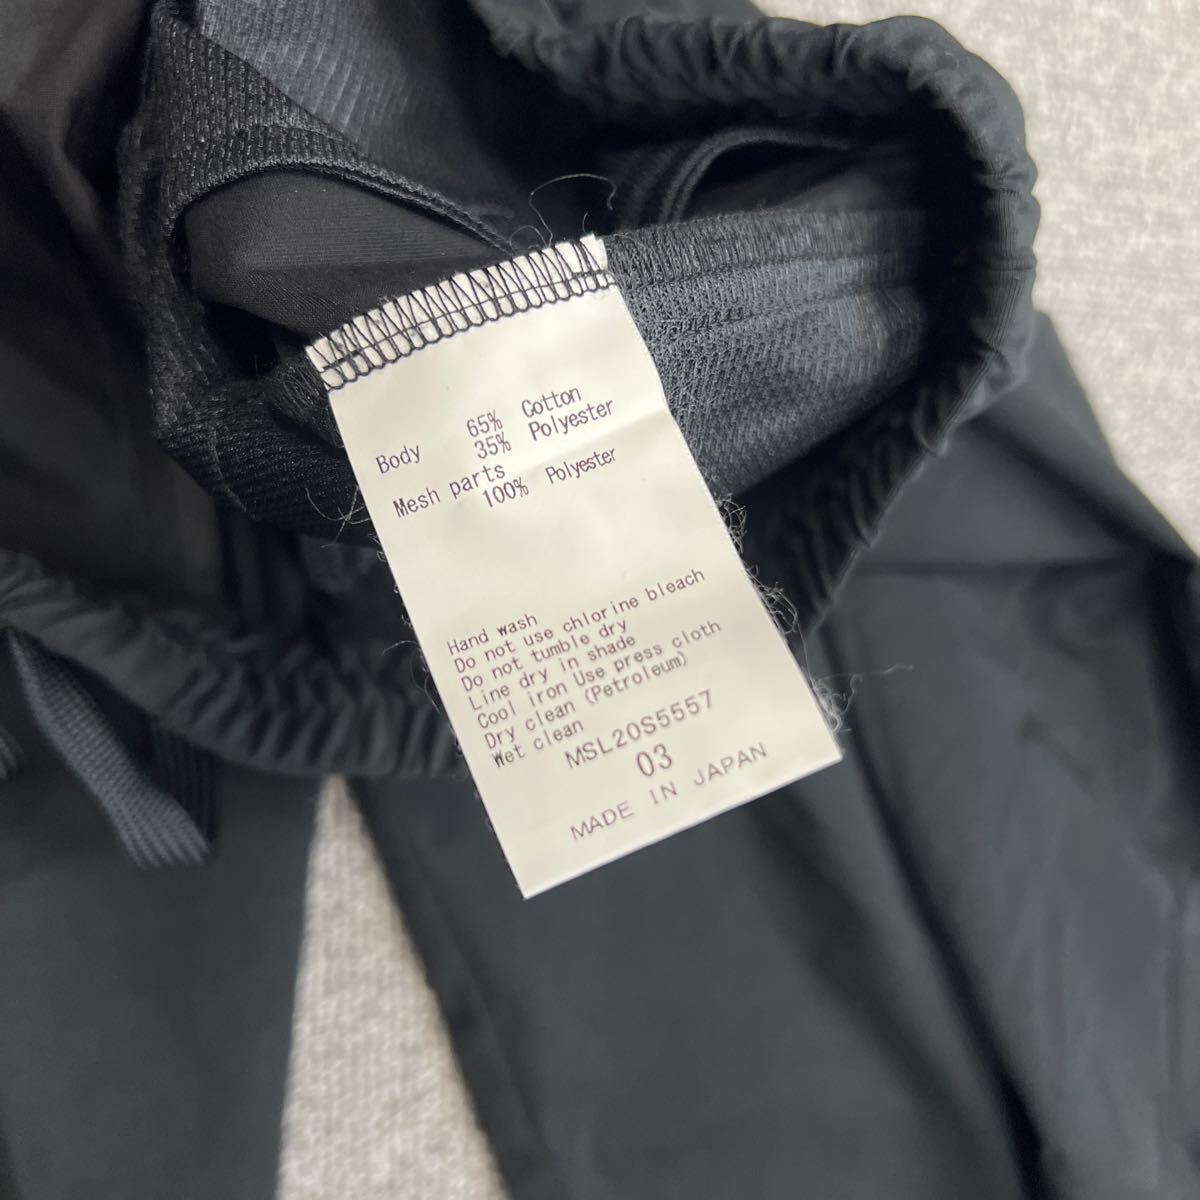 Body 65% Cotton
35% Polyester
Mesh parts
100% Polyester
Hand wash
Do not use chlorine bleach
Do not tumble dry
Line dry in shade
Cool iron Use press cloth
Dry clean (Petroleum)
Wet clean
MSL20S5557
03
MADE IN JAPAN